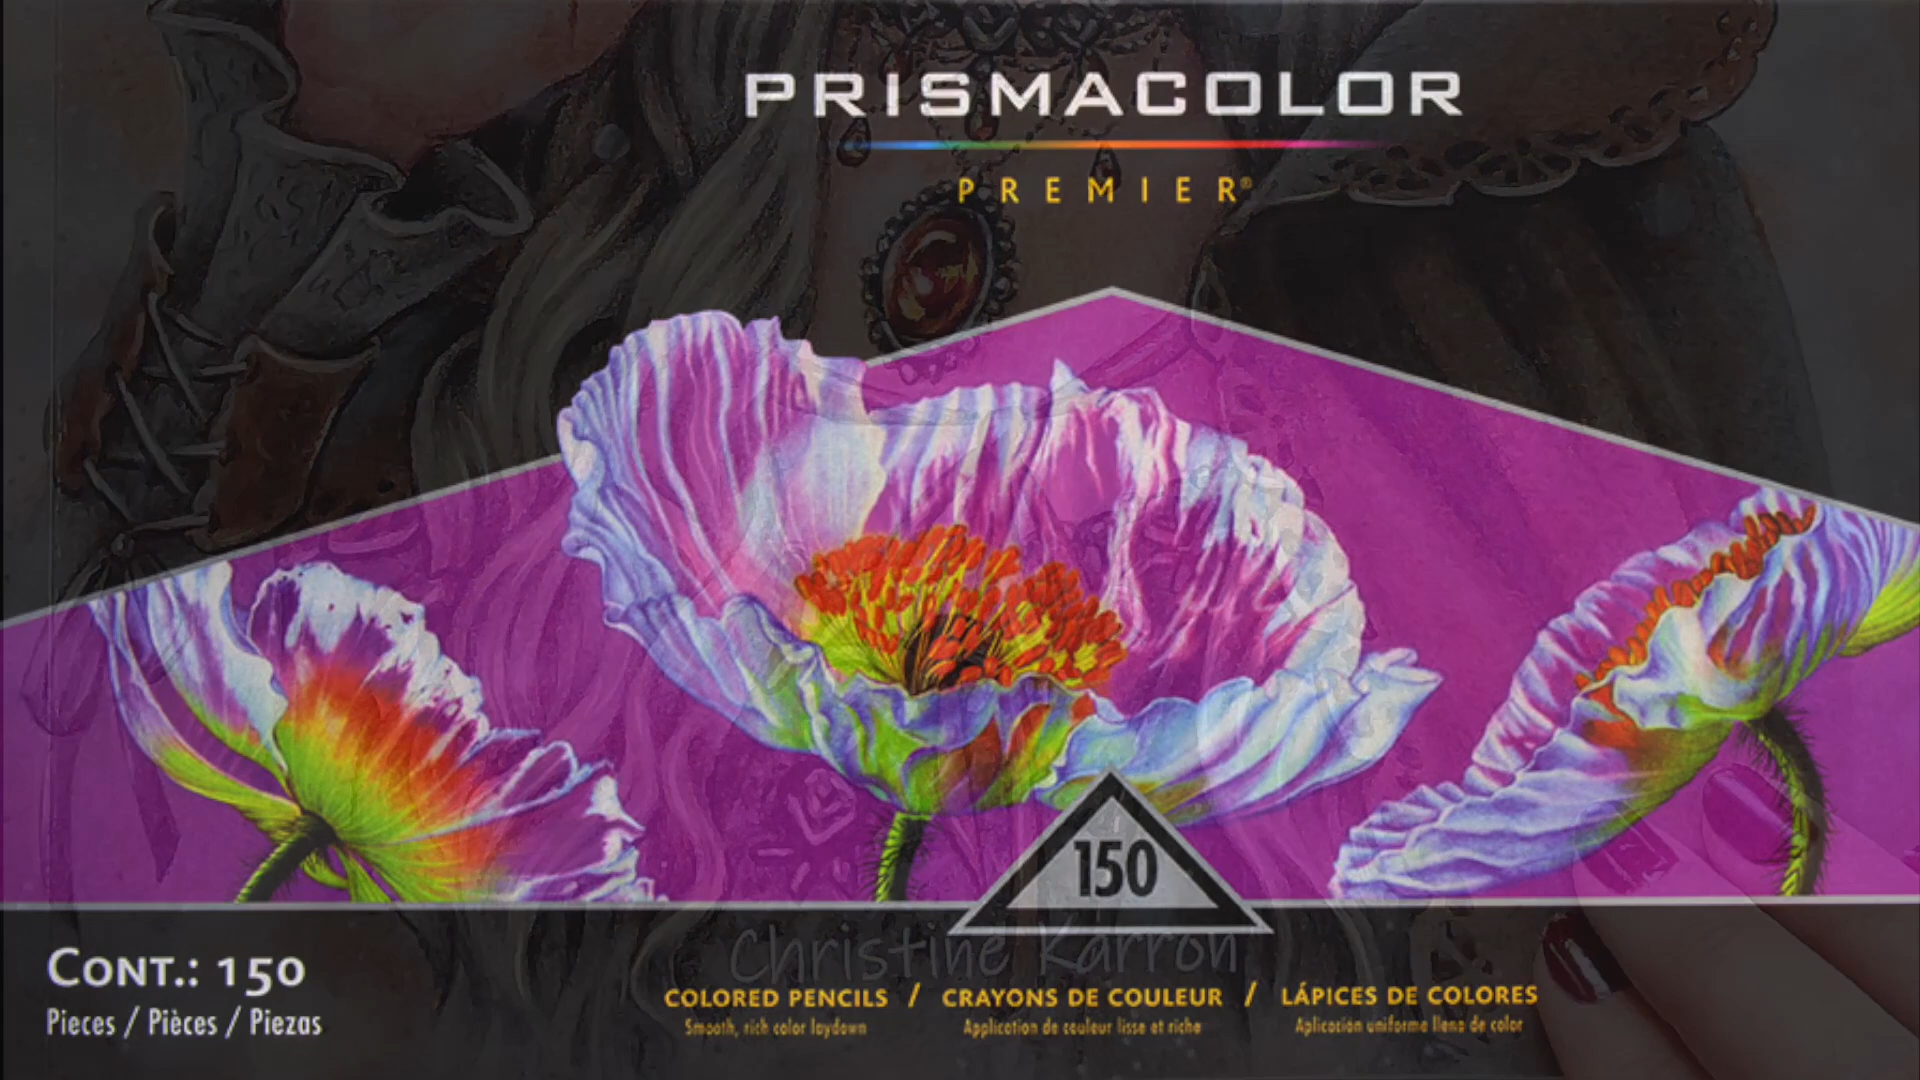 PRISMACOLOR
PREMIER®
150
Christine Karron
CONT.: 150
Pieces / Pièces / Piezas
COLORED PENCILS / CRAYONS DE COULEUR / LÁPICES DE COLORES
Smooth, rich color laydown Application de couleur lisse et riche Aplicación uniforme llena de color